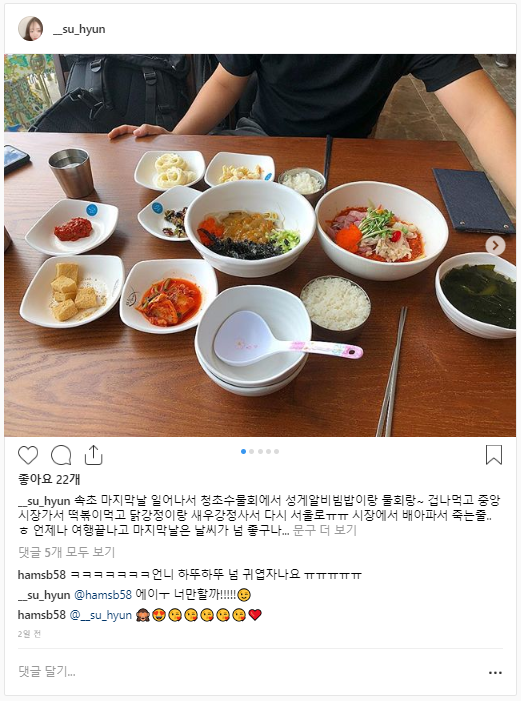 __su_hyun
좋아요 22개
__su_hyun 속초 마지막날 일어나서 청초수물회에서 성게알비빔밥이랑 물회랑~ 겁나먹고 중앙
시장가서 떡볶이먹고 닭강정이랑 새우강정사서 다시 서울로ㅠㅠ 시장에서 배아파서 죽는줄..
ㅎ 언제나 여행끝나고 마지막날은 날씨가 넘 좋구나... 문구 더 보기
댓글 5개 모두 보기
hamsb58 ㅋㅋㅋㅋㅋㅋㅋ언니 하뚜하뚜 넘 귀엽자나요 ㅠㅠㅠㅠㅠ
__su_hyun @hamsb58 에이ㅜ 너만할까!!!!!😉
hamsb58 @__su_hyun 🙈😍😘😘😘😘😘❤
2일 전
댓글 달기...